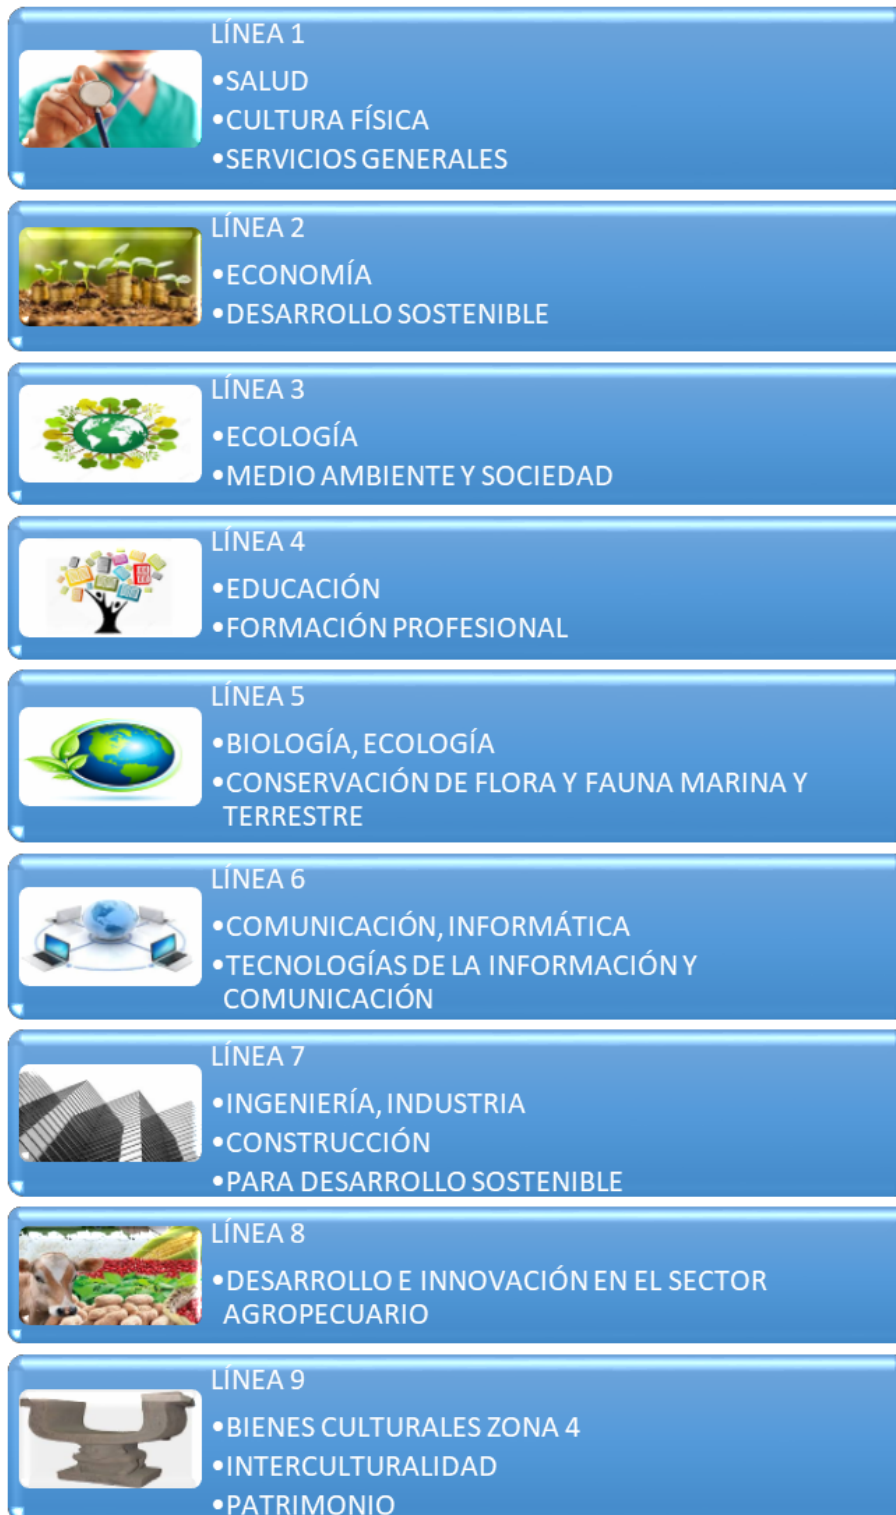 LÍNEA 1
•SALUD
•CULTURA FÍSICA
•SERVICIOS GENERALES
LÍNEA 2
•ECONOMÍA
•DESARROLLO SOSTENIBLE
LÍNEA 3
•ECOLOGÍA
•MEDIO AMBIENTE Y SOCIEDAD
LÍNEA 4
•EDUCACIÓN
•FORMACIÓN PROFESIONAL
LÍNEA 5
•BIOLOGÍA, ECOLOGÍA
•CONSERVACIÓN DE FLORA Y FAUNA MARINA Y
TERRESTRE
LÍNEA 6
•COMUNICACIÓN, INFORMÁTICA
•TECNOLOGÍAS DE LA INFORMACIÓN Y
COMUNICACIÓN
LÍNEA 7
•INGENIERÍA, INDUSTRIA
•CONSTRUCCIÓN
•PARA DESARROLLO SOSTENIBLE
LÍNEA 8
•DESARROLLO E INNOVACIÓN EN EL SECTOR
AGROPECUARIO
LÍNEA 9
•BIENES CULTURALES ZONA 4
•INTERCULTURALIDAD
•PATRIMONIO